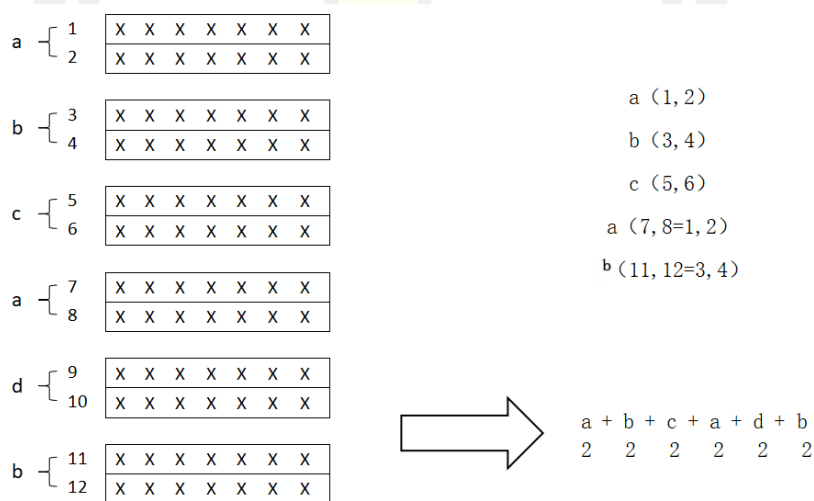 a 1 X X X X X X X
2 X X X X X X X
b 3 X X X X X X X
4 X X X X X X X
c 5 X X X X X X X
6 X X X X X X X
a 7 X X X X X X X
8 X X X X X X X
d 9 X X X X X X X
10 X X X X X X X
b 11 X X X X X X X
12 X X X X X X X
a (1,2)
b (3,4)
c (5,6)
a (7,8=1,2)
b (11,12=3,4)
a + b + c + a + d + b
2 2 2 2 2 2